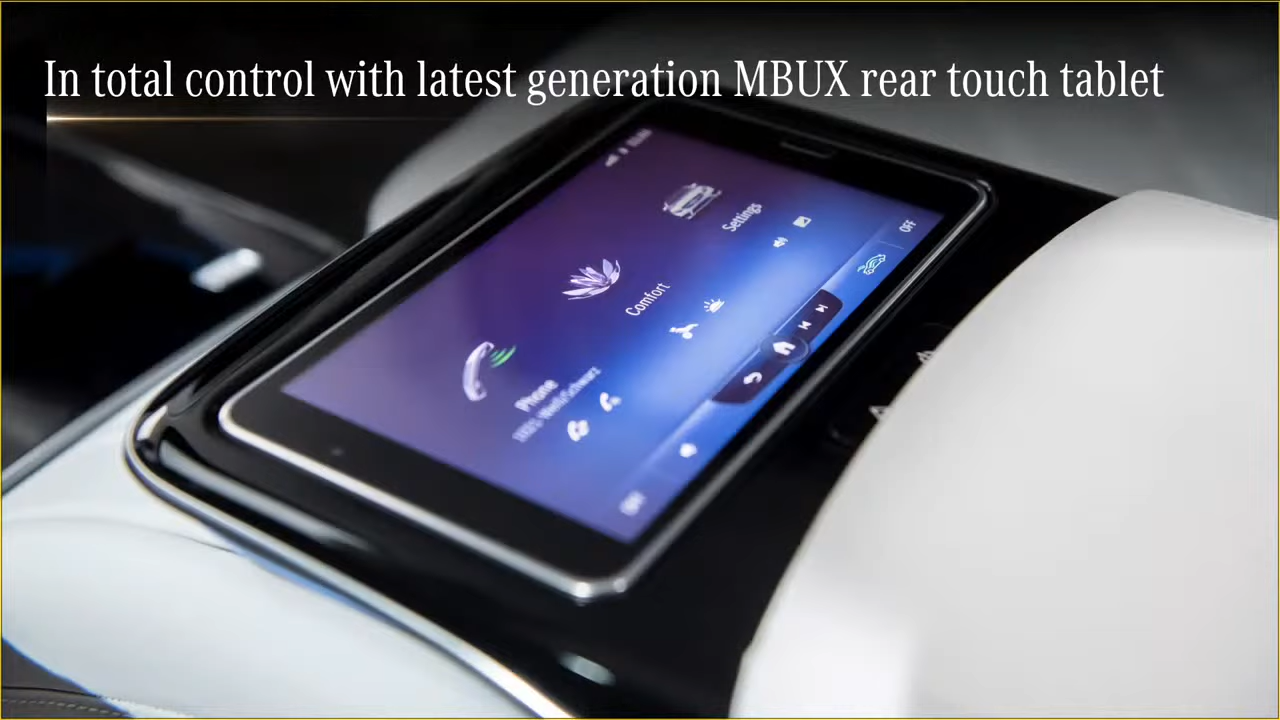 In total control with latest generation MBUX rear touch tablet
Settings
OFF
Comfort
Phone